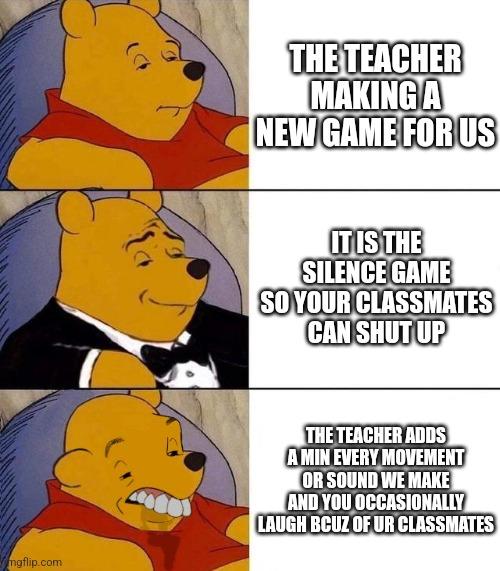 THE TEACHER
MAKING A
NEW GAME FOR US
IT IS THE
SILENCE GAME
SO YOUR CLASSMATES
CAN SHUT UP
THE TEACHER ADDS
A MIN EVERY MOVEMENT
OR SOUND WE MAKE
AND YOU OCCASIONALLY
LAUGH BCUZ OF UR CLASSMATES
imgflip.com